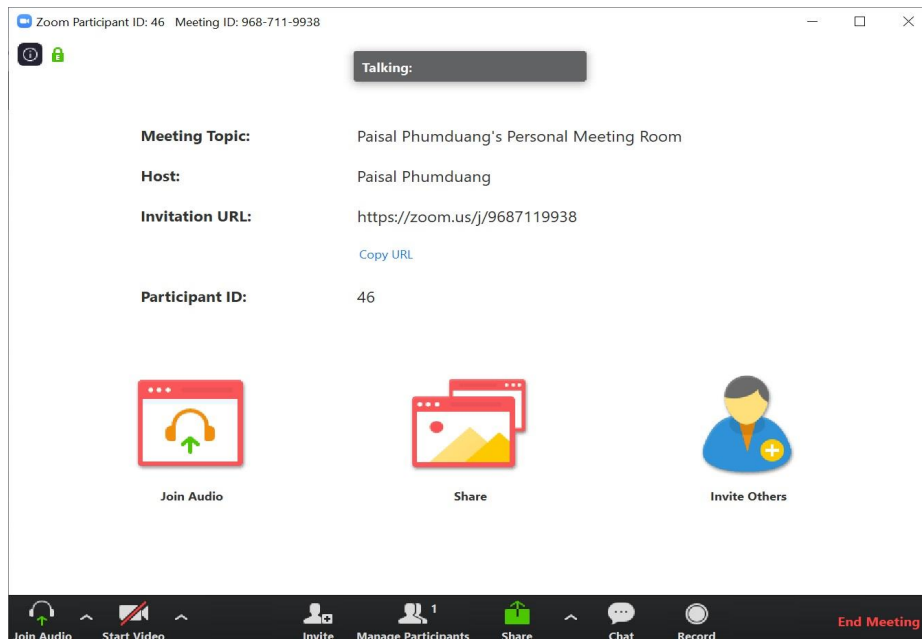 Zoom Participant ID: 46 Meeting ID: 968-711-9938
Talking:
Meeting Topic: Paisal Phumduang's Personal Meeting Room
Host: Paisal Phumduang
Invitation URL: https://zoom.us/j/9687119938
Copy URL
Participant ID: 46
Join Audio Share Invite Others
1
Join Audio Start Video Invite Manage Participants Share Chat Record End Meeting